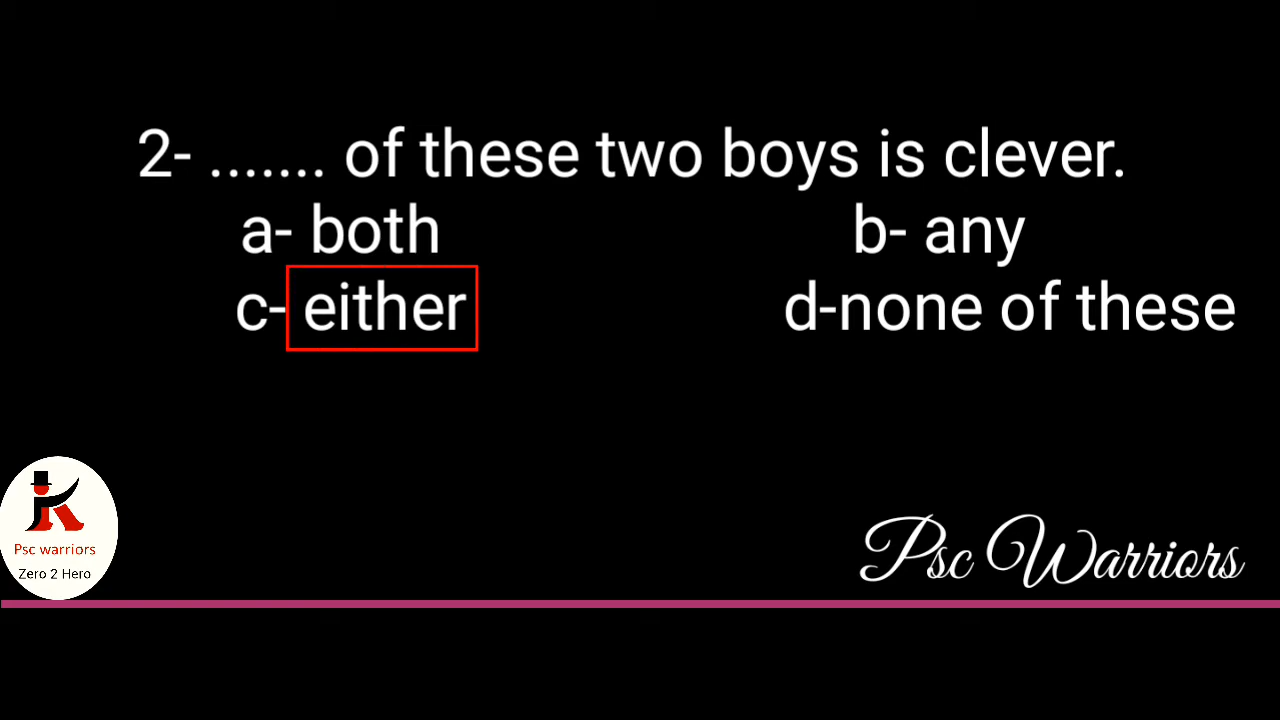 2- ....... of these two boys is clever.
a- both b- any
c- either d-none of these
Psc warriors
Zero 2 Hero
Psc Warriors